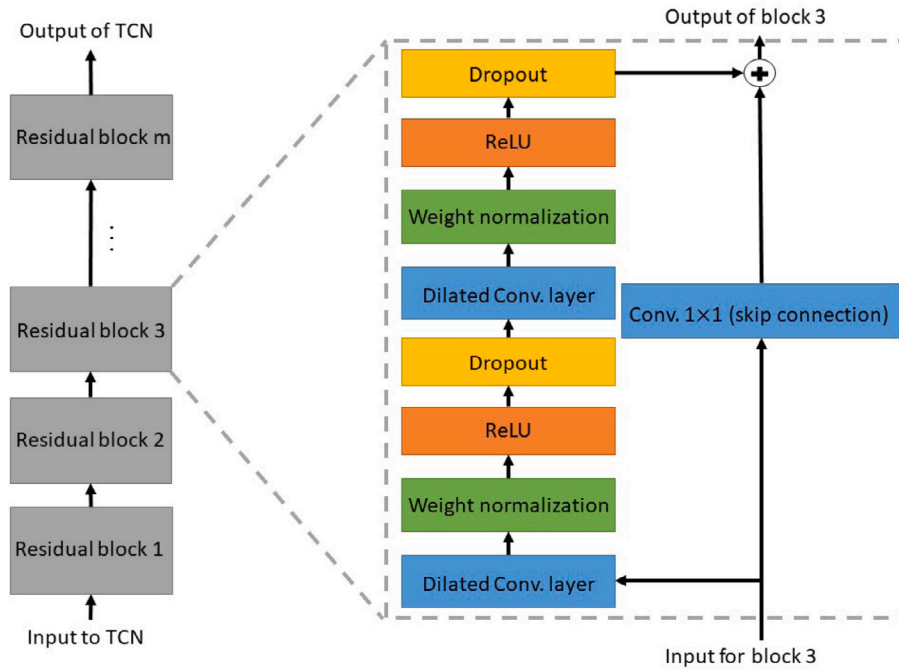 Output of TCN
Residual block m
....
Residual block 3
Residual block 2
Residual block 1
Input to TCN
Output of block 3
+
Dropout
ReLU
Weight normalization
Dilated Conv. layer
Conv. 1×1 (skip connection)
Dropout
ReLU
Weight normalization
Dilated Conv. layer
Input for block 3